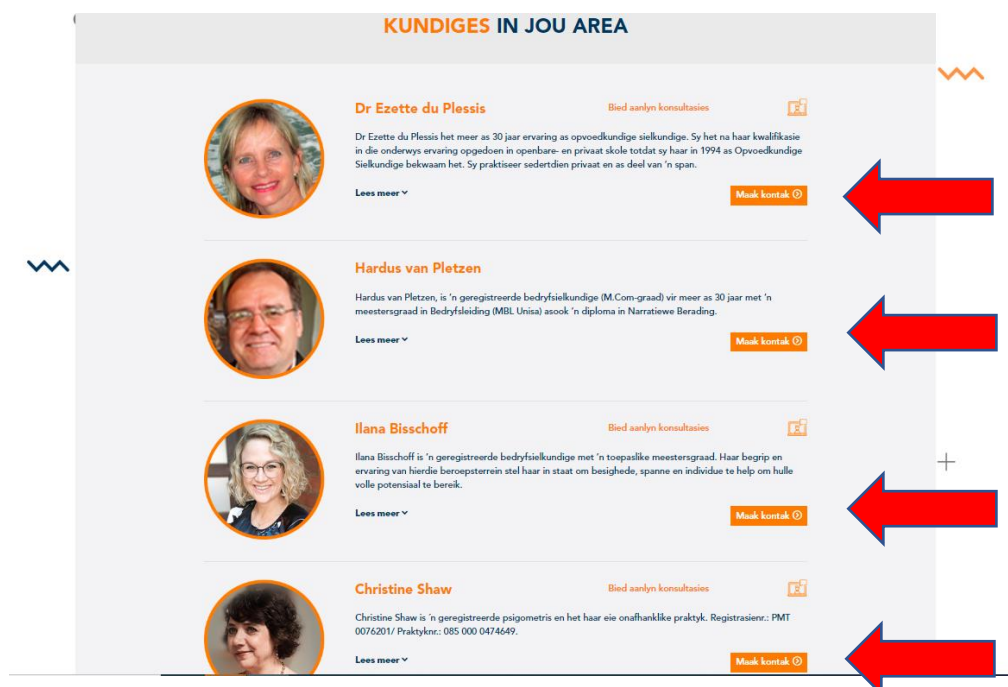 KUNDIGES IN JOU AREA
Dr Ezette du Plessis
Bied aanlyn konsultasies
Dr Ezette du Plessis het meer as 30 jaar ervaring as opvoedkundige sielkundige. Sy het na haar kwalifikasie
in die onderwys ervaring opgedoen in openbare- en privaat skole totdat sy haar in 1994 as Opvoedkundige
Sielkundige bekwaam het. Sy praktiseer sedertdien privaat en as deel van 'n span.
Lees meer
Maak kontak
Hardus van Pletzen
Hardus van Pletzen, is 'n geregistreerde bedryfsielkundige (M.Com-graad) vir meer as 30 jaar met 'n
meestersgraad in Bedryfsleiding (MBL Unisa) asook 'n diploma in Narratiewe Berading.
Lees meer
Maak kontak
Ilana Bisschoff
Bied aanlyn konsultasies
Ilana Bisschoff is 'n geregistreerde bedryfsielkundige met 'n toepaslike meestersgraad. Haar begrip en
ervaring van hierdie beroepsterrein stel haar in staat om besighede, spanne en individue te help om hulle
volle potensiaal te bereik.
Lees meer
Maak kontak
Christine Shaw
Bied aanlyn konsultasies
Christine Shaw is 'n geregistreerde psigometris en het haar eie onafhanklike praktyk. Registrasienr.: PMT
0076201/ Praktyknr.: 085 000 0474649.
Lees meer
Maak kontak